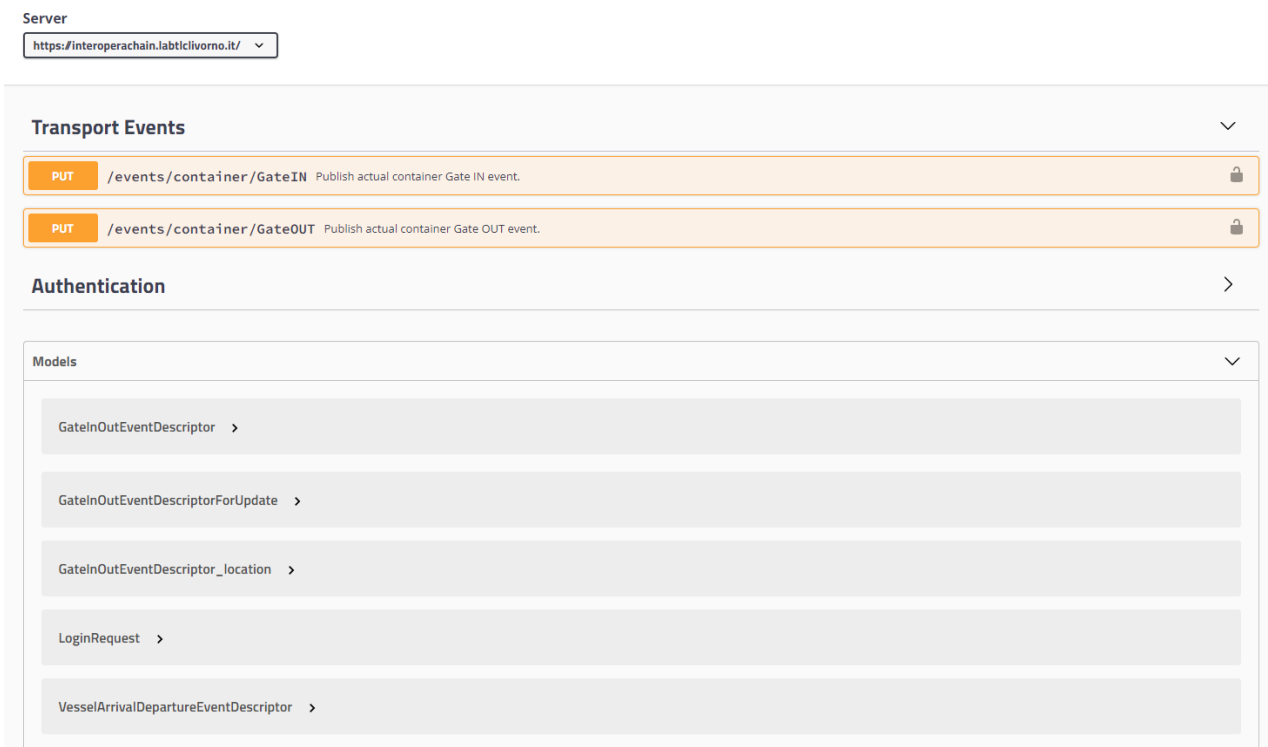 Server
https://interoperachain.labtlclivorno.it/
Transport Events
PUT /events/container/GateIN Publish actual container Gate IN event.
PUT /events/container/GateOUT Publish actual container Gate OUT event.
Authentication
Models
GateInOutEventDescriptor
GateInOutEventDescriptorForUpdate
GateInOutEventDescriptor_location
LoginRequest
VesselArrivalDepartureEventDescriptor